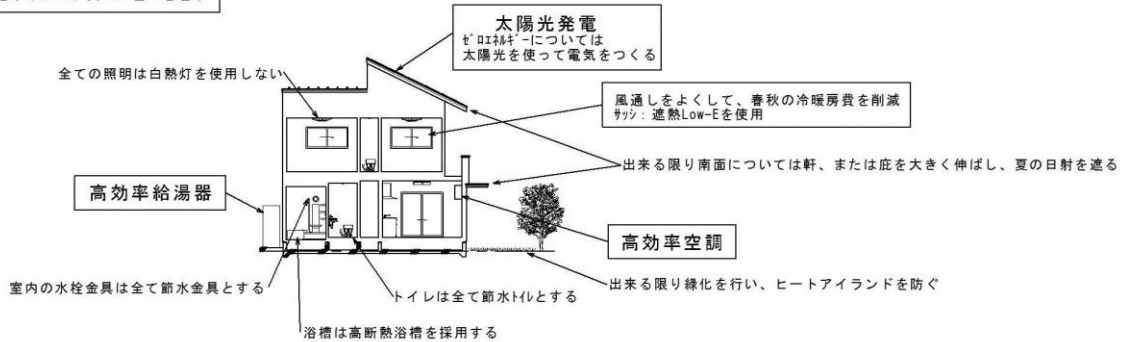 太陽光発電
ｾﾞﾛｴﾈﾙｷﾞｰについては
太陽光を使って電気をつくる
全ての照明は白熱灯を使用しない
風通しをよくして、春秋の冷暖房費を削減
ｻｯｼ：遮熱Low-Eを使用
出来る限り南面については軒、または庇を大きく伸ばし、夏の日射を遮る
高効率給湯器
高効率空調
室内の水栓金具は全て節水金具とする
トイレは全て節水ﾄｲﾚとする
出来る限り緑化を行い、ヒートアイランドを防ぐ
浴槽は高断熱浴槽を採用する